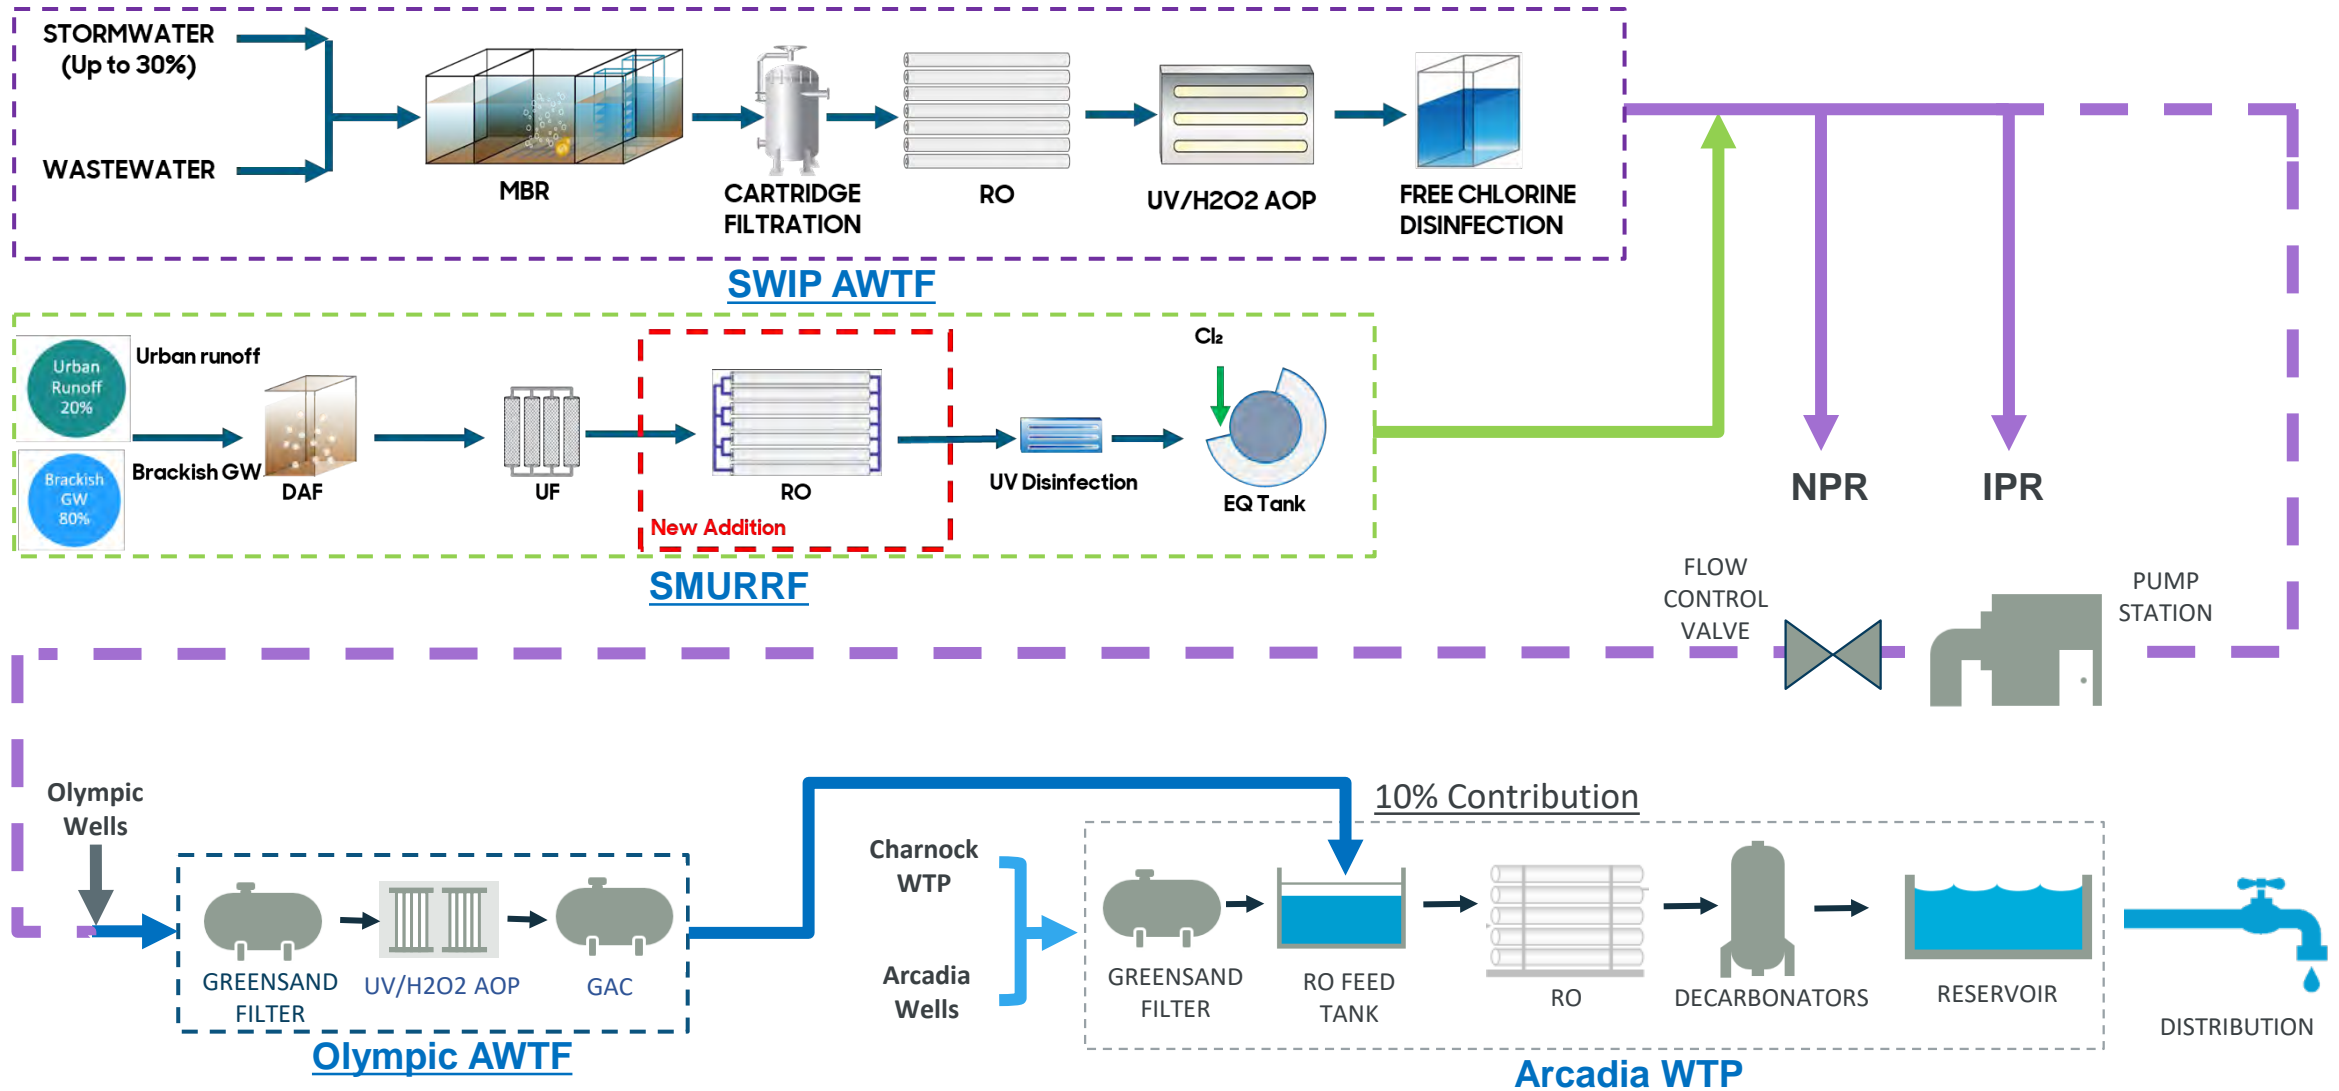 STORMWATER
(Up to 30%)
WASTEWATER
MBR
CARTRIDGE
FILTRATION
RO
UV/H2O2 AOP
FREE CHLORINE
DISINFECTION
SWIP AWTF
Urban
Runoff
20%
Urban runoff
Brackish
GW
80%
Brackish GW
DAF
UF
RO
New Addition
UV Disinfection
Cl₂
EQ Tank
SMURRF
NPR
IPR
FLOW
CONTROL
VALVE
PUMP
STATION
Olympic
Wells
GREENSAND
FILTER
UV/H2O2 AOP
GAC
Olympic AWTF
Charnock
WTP
Arcadia
Wells
10% Contribution
GREENSAND
FILTER
RO FEED
TANK
RO
DECARBONATORS
RESERVOIR
Arcadia WTP
DISTRIBUTION